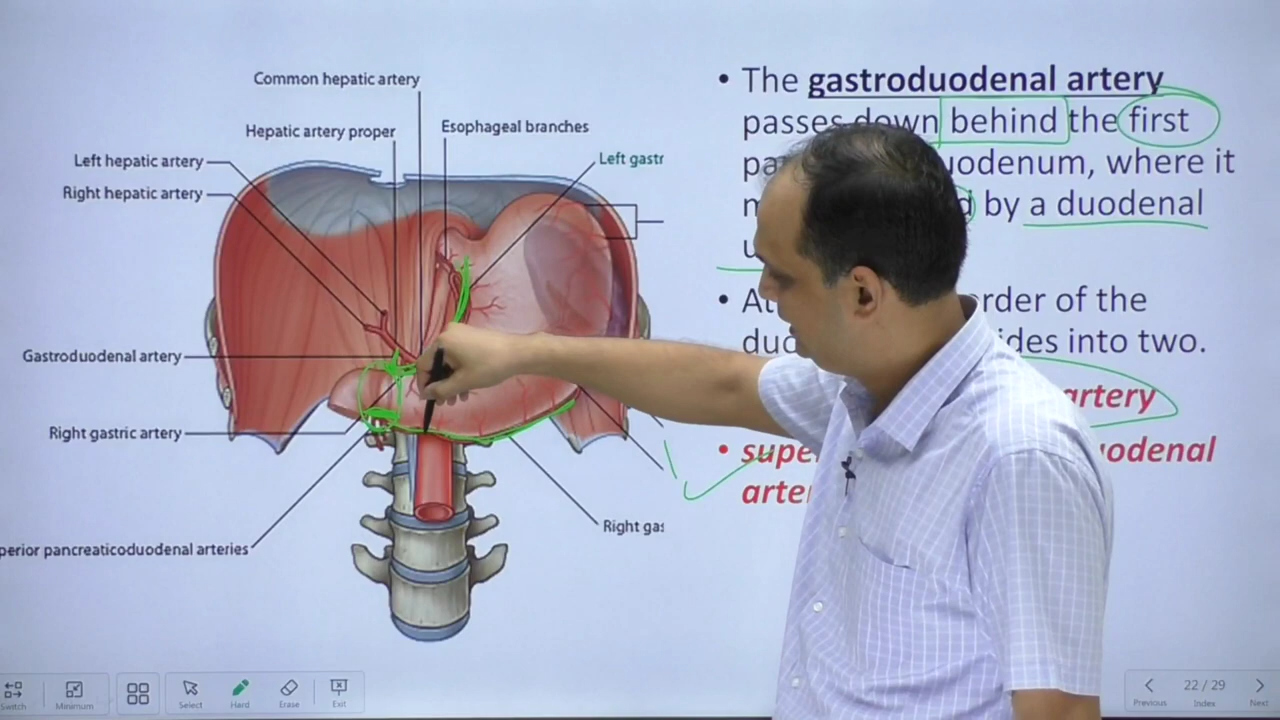 Common hepatic artery
Hepatic artery proper
Esophageal branches
Left hepatic artery
Left gastr
Right hepatic artery
Gastroduodenal artery
Right gastric artery
Right gas
perior pancreaticoduodenal arteries
• The gastroduodenal artery
passes down behind the first
pa uodenum, where it
by a duodenal
u
• At rder of the
duo ides into two.
artery
• supe odenal
arte
Switch
Minimum
Select
Hard
Erase
Exit
Previous
22 / 29
Index
Next